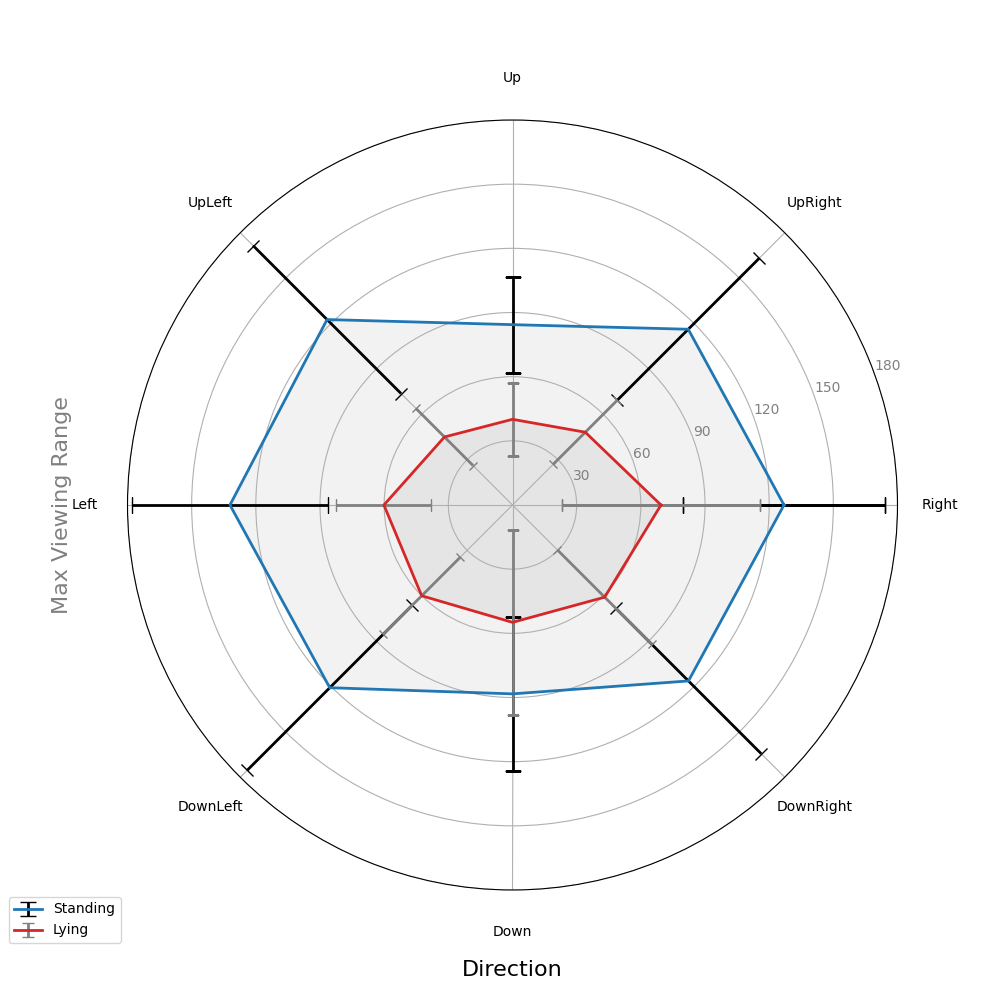 Up
UpLeft
UpRight
180
150
120
90
60
30
Max Viewing Range
Left
Right
DownLeft
DownRight
Standing
Lying
Down
Direction